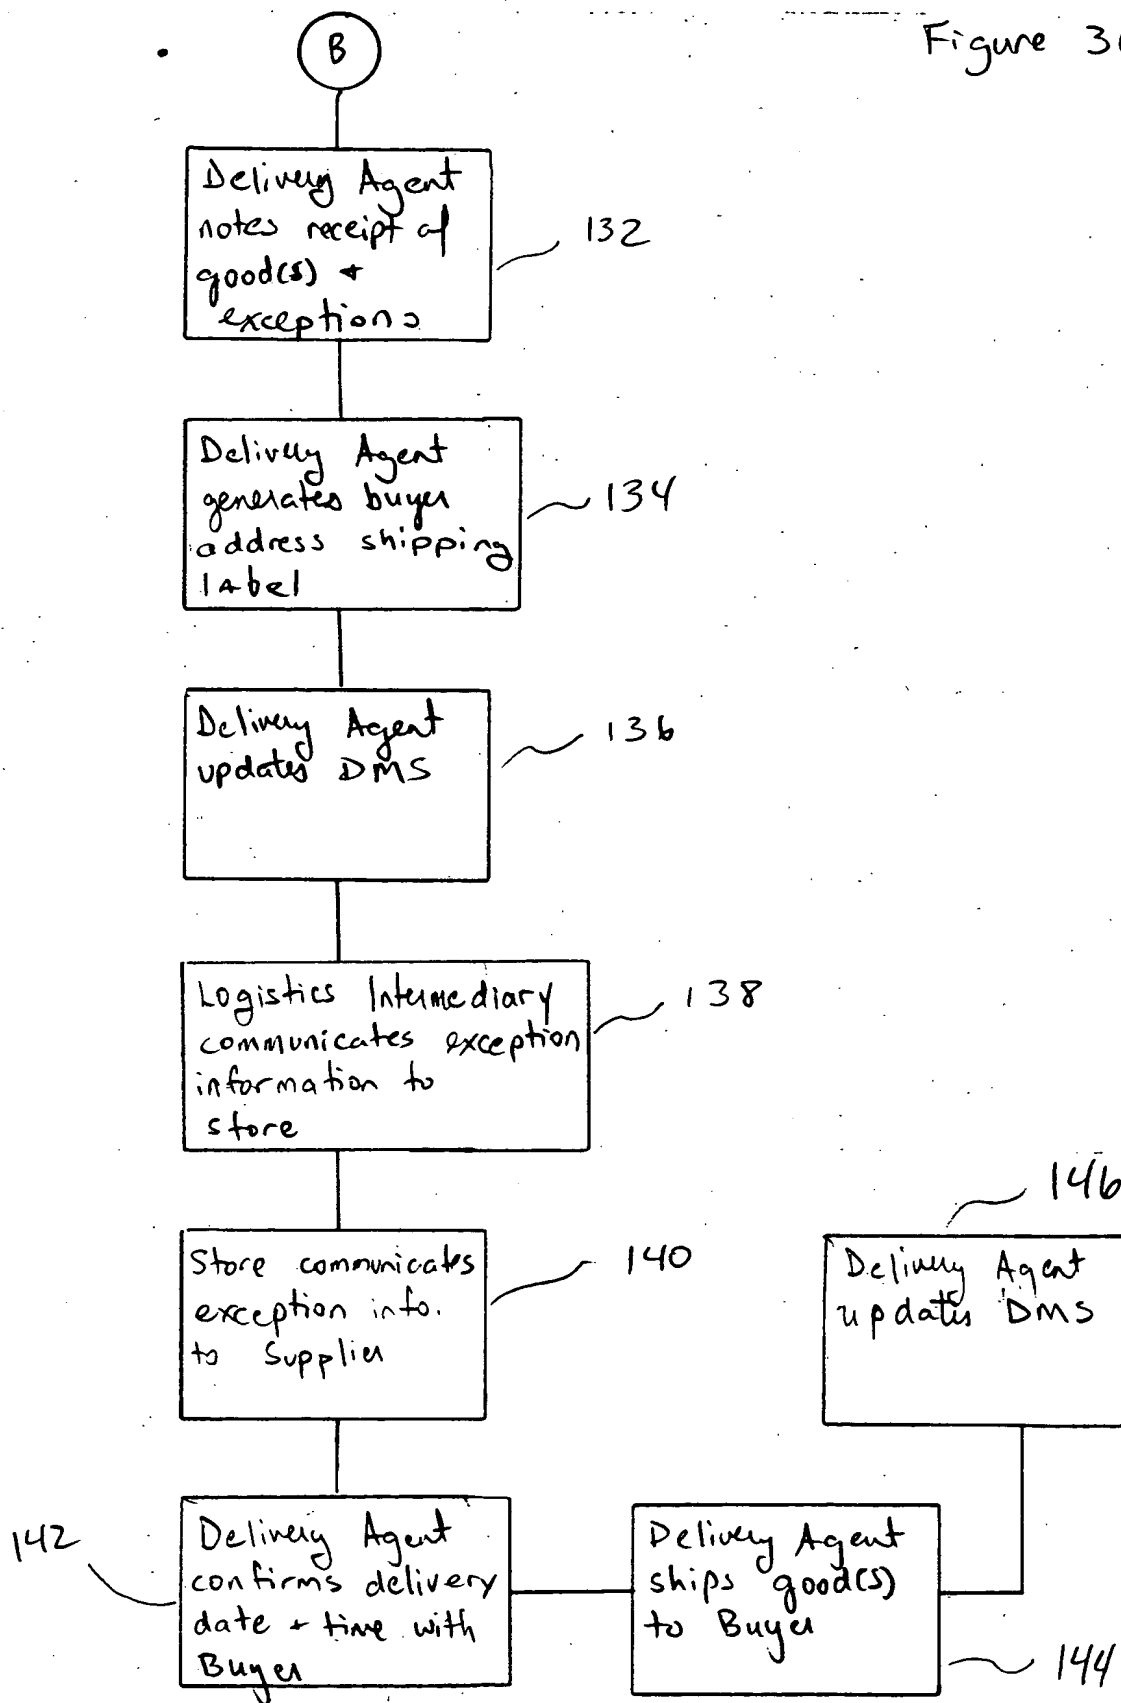 B
Figure 3
Delivery Agent
notes receipt of
good(s) +
exceptions
132
Delivery Agent
generates buyer
address shipping
label
134
Delivery Agent
updates DMS
136
Logistics Intermediary
communicates exception
information to
store
138
Store communicates
exception info.
to Supplier
140
146
Delivery Agent
updates DMS
142
Delivery Agent
confirms delivery
date + time with
Buyer
Delivery Agent
ships good(s)
to Buyer
144